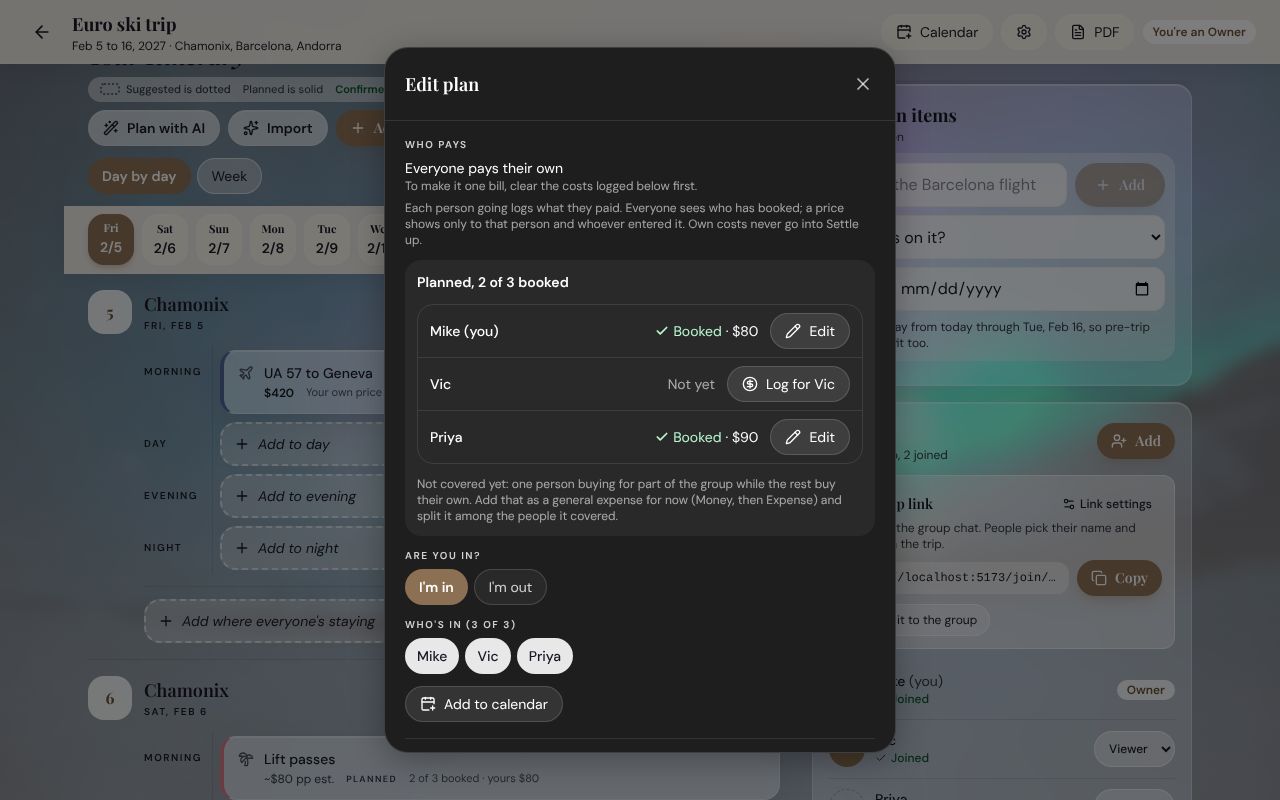 Euro ski trip
Feb 5 to 16, 2027 · Chamonix, Barcelona, Andorra
Calendar
PDF
You're an Owner
Suggested is dotted Planned is solid Confirme
Plan with AI
Import
Day by day
Week
Fri
2/5
Sat
2/6
Sun
2/7
Mon
2/8
Tue
2/9
5
Chamonix
FRI, FEB 5
MORNING
UA 57 to Geneva
$420 Your own price
DAY
Add to day
EVENING
Add to evening
NIGHT
Add to night
Add where everyone's staying
6
Chamonix
SAT, FEB 6
MORNING
Lift passes
~$80 pp est. PLANNED 2 of 3 booked · yours $80
Edit plan
WHO PAYS
Everyone pays their own
To make it one bill, clear the costs logged below first.
Each person going logs what they paid. Everyone sees who has booked; a price
shows only to that person and whoever entered it. Own costs never go into Settle
up.
Planned, 2 of 3 booked
Mike (you)
Booked · $80
Edit
Vic
Not yet
Log for Vic
Priya
Booked · $90
Edit
Not covered yet: one person buying for part of the group while the rest buy
their own. Add that as a general expense for now (Money, then Expense) and
split it among the people it covered.
ARE YOU IN?
I'm in
I'm out
WHO'S IN (3 OF 3)
Mike
Vic
Priya
Add to calendar
n items
the Barcelona flight
Add
s on it?
mm/dd/yyyy
ay from today through Tue, Feb 16, so pre-trip
it too.
, 2 joined
Add
p link
Link settings
the group chat. People pick their name and
the trip.
/localhost:5173/join/…
Copy
it to the group
ke (you)
Joined
Owner
Joined
Viewer
Priya